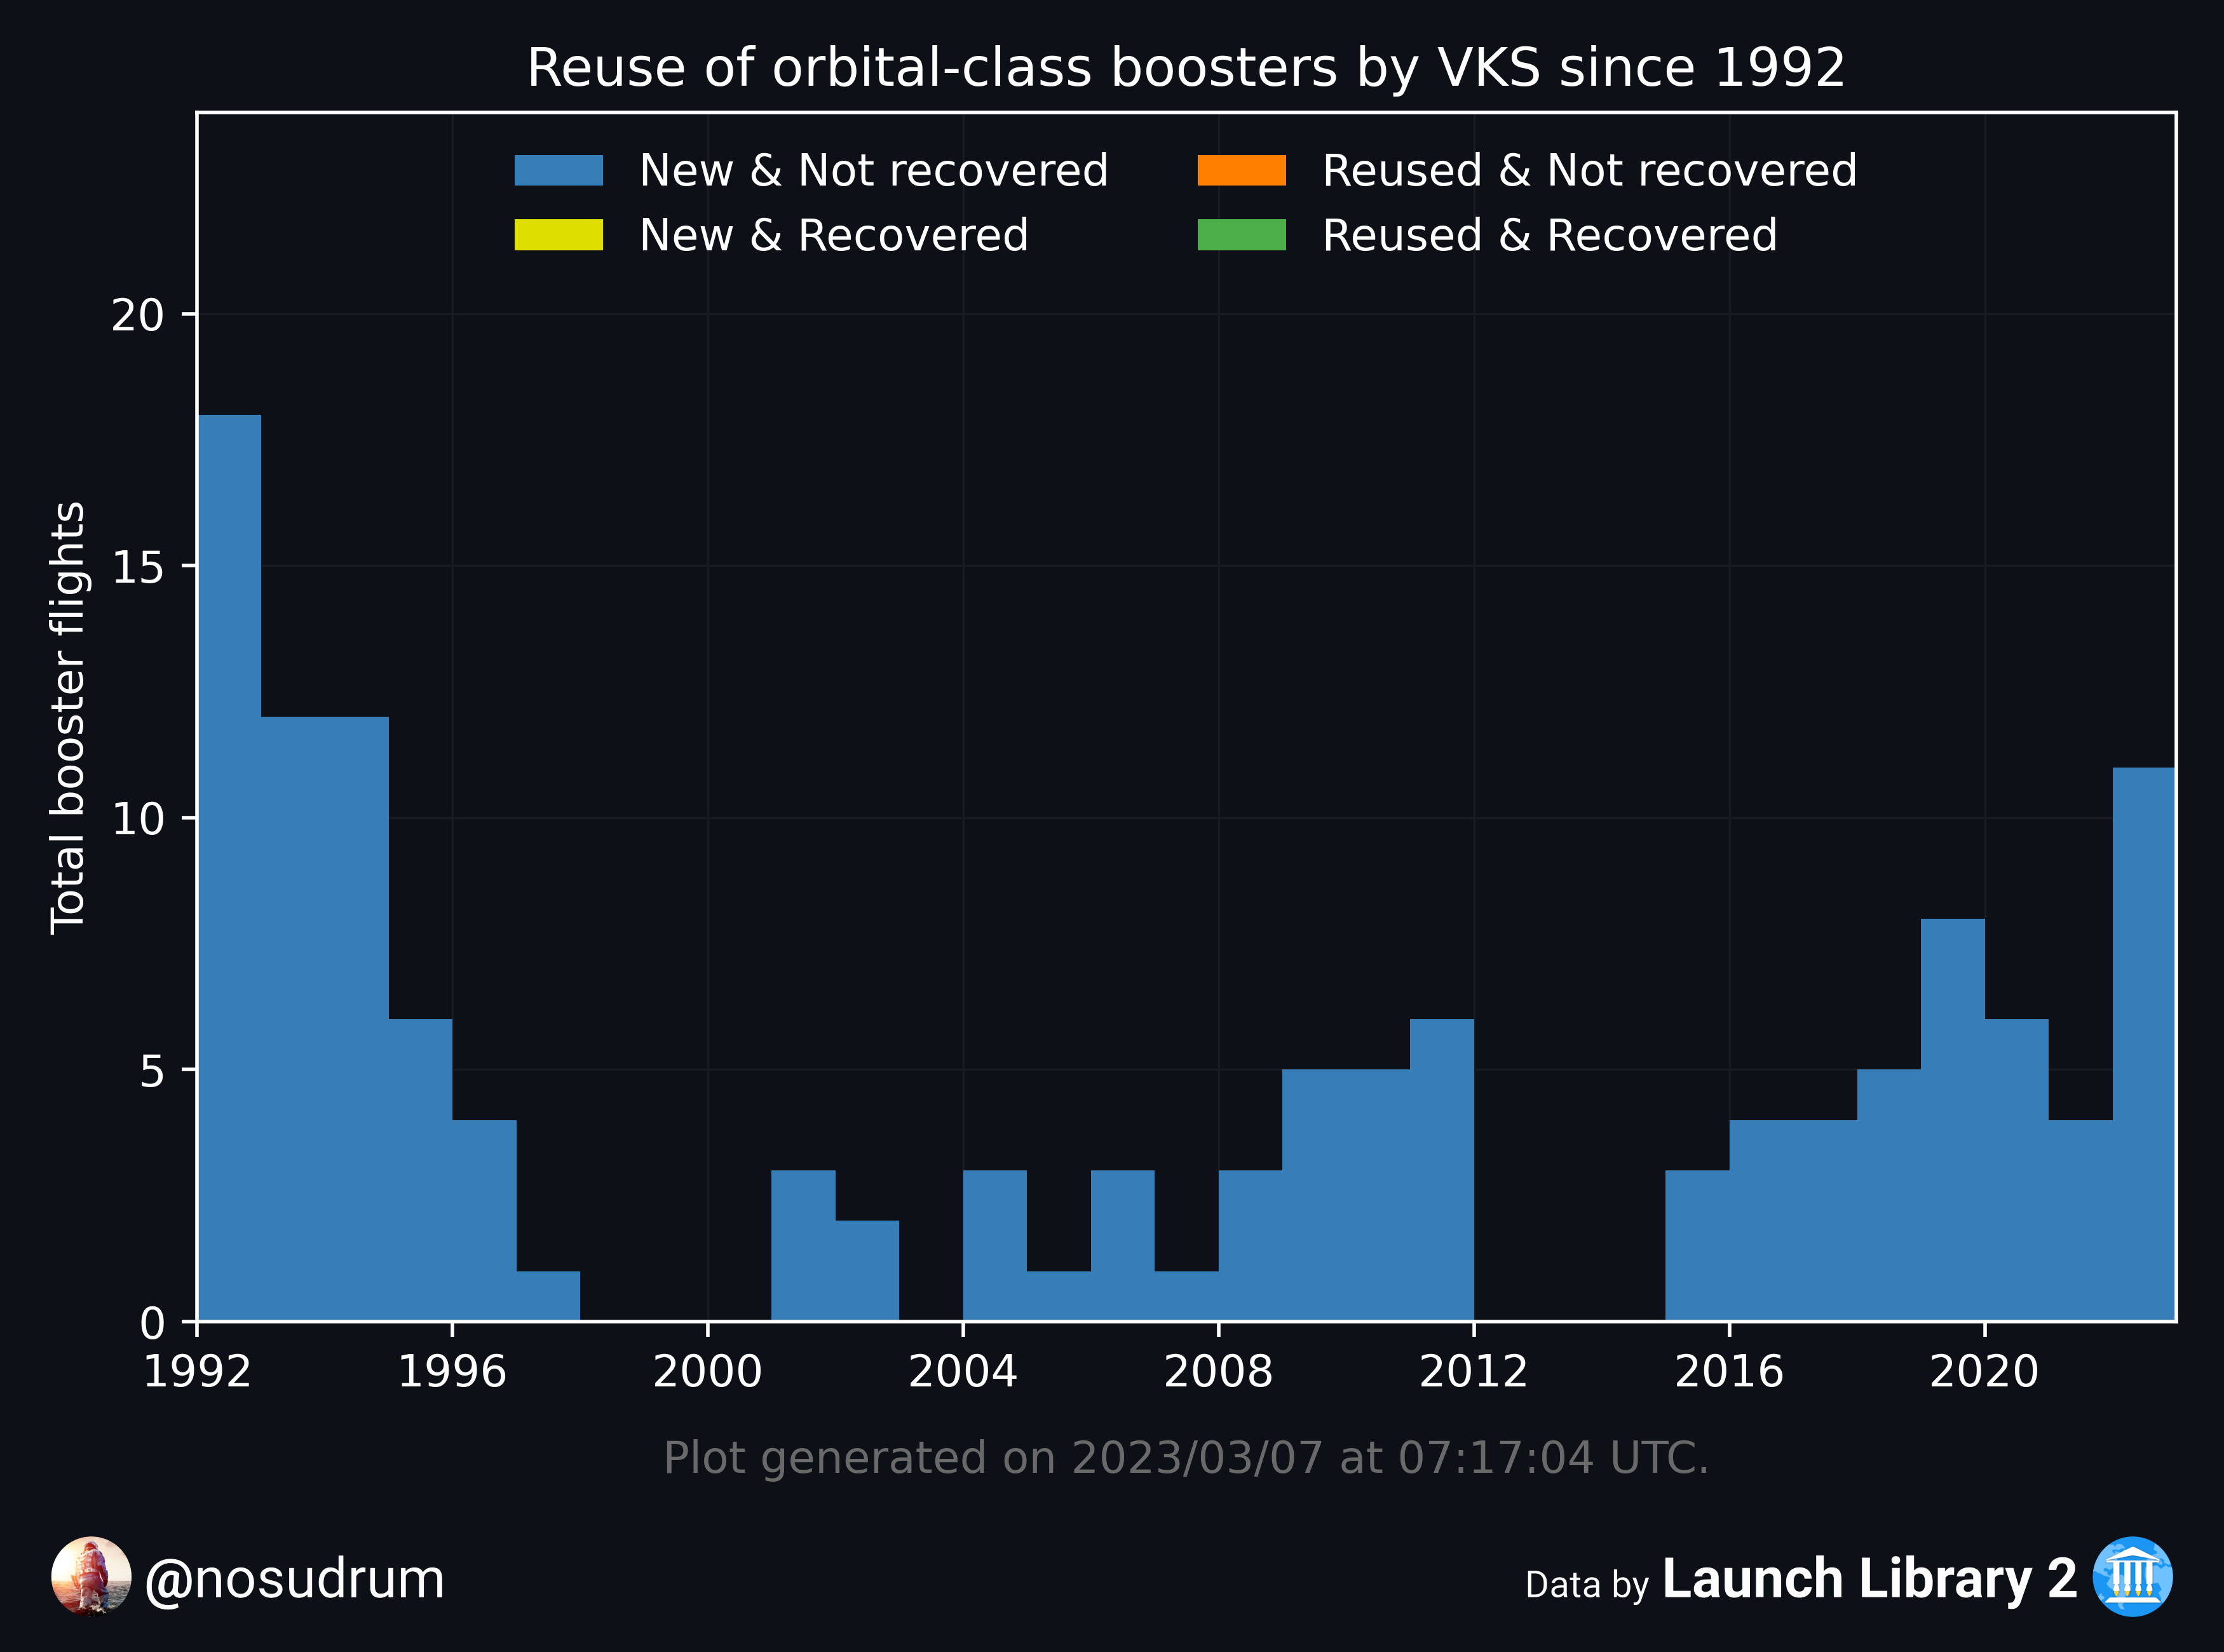 Reuse of orbital-class boosters by VKS since 1992
New & Not recovered
New & Recovered
Reused & Not recovered
Reused & Recovered
Total booster flights
20
15
10
5
0
1992 1996 2000 2004 2008 2012 2016 2020
Plot generated on 2023/03/07 at 07:17:04 UTC.
@nosudrum
Data by Launch Library 2